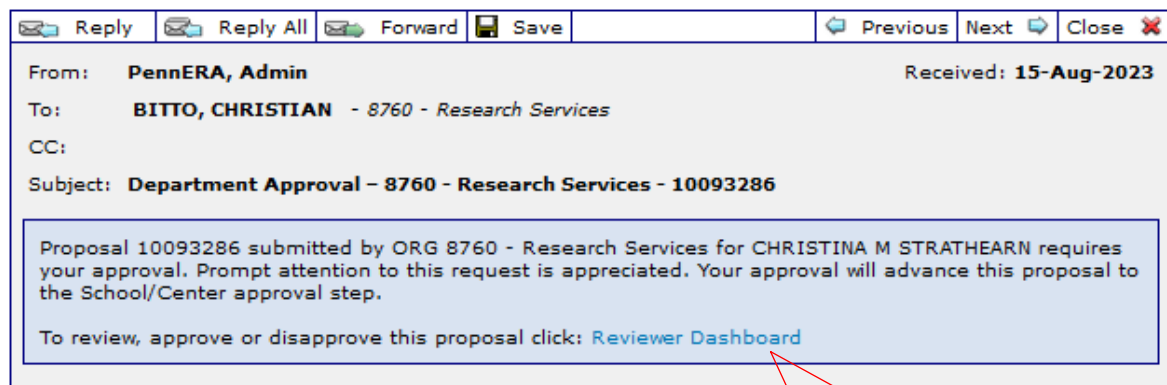 Reply Reply All Forward Save Previous Next Close
From: PennERA, Admin Received: 15-Aug-2023
To: BITTO, CHRISTIAN - 8760 - Research Services
CC:
Subject: Department Approval – 8760 - Research Services - 10093286
Proposal 10093286 submitted by ORG 8760 - Research Services for CHRISTINA M STRATHEARN requires
your approval. Prompt attention to this request is appreciated. Your approval will advance this proposal to
the School/Center approval step.
To review, approve or disapprove this proposal click: Reviewer Dashboard